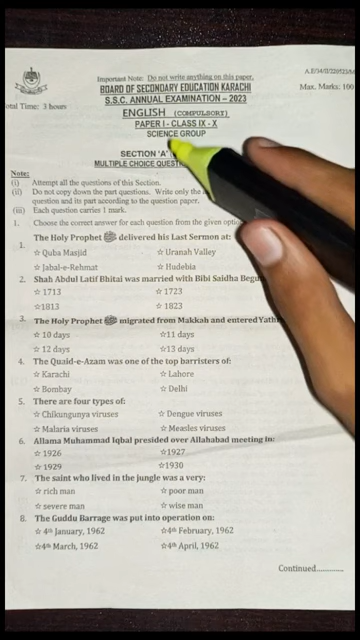 Important Note: Do not write anything on this paper.
BOARD OF SECONDARY EDUCATION KARACHI
Max. Marks: 100
S.S.C. ANNUAL EXAMINATION – 2023
Total Time: 3 hours
ENGLISH (COMPULSORY)
PAPER I - CLASS IX - X
SCIENCE GROUP
SECTION 'A'
MULTIPLE CHOICE
Note:
(i) Attempt all the questions of this Section.
(ii) Do not copy down the part questions. Write only the
question and its part according to the question paper.
(iii) Each question carries 1 mark.
1. Choose the correct answer for each question from the given
1. The Holy Prophet ﷺ delivered his Last Sermon at:
☆ Quba Masjid ☆ Uranah Valley
☆ Jabal-e-Rehmat ☆ Hudebia
2. Shah Abdul Latif Bhitai was married with Bibi Saidha
☆ 1713 ☆ 1723
☆1813 ☆ 1823
3. The Holy Prophet ﷺ migrated from Makkah and entered
☆ 10 days ☆11 days
☆ 12 days ☆13 days
4. The Quaid-e-Azam was one of the top barristers of:
☆ Karachi ☆ Lahore
☆ Bombay ☆ Delhi
5. There are four types of:
☆ Chikungunya viruses ☆ Dengue viruses
☆ Malaria viruses ☆ Measles viruses
6. Allama Muhammad Iqbal presided over Allahabad meeting in:
☆ 1926 ☆1927
☆ 1929 ☆1930
7. The saint who lived in the jungle was a very:
☆ rich man ☆ poor man
☆ severe man ☆ wise man
8. The Guddu Barrage was put into operation on:
☆ 4th January, 1962 ☆4th February, 1962
☆4th March, 1962 ☆4th April, 1962
Continued............